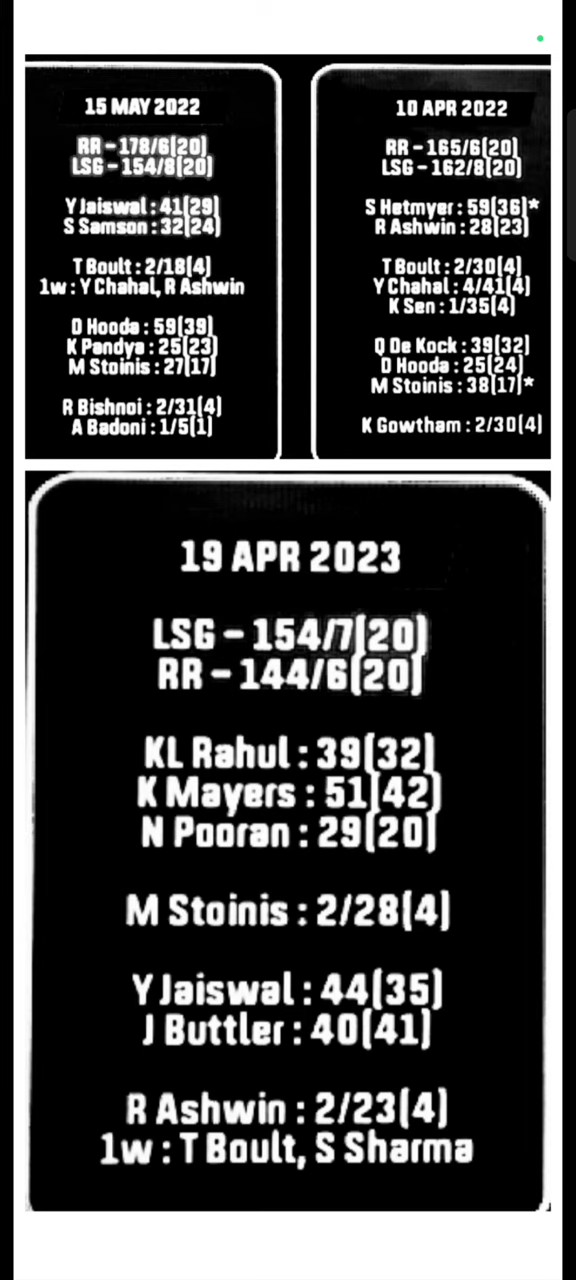 15 MAY 2022
RR - 178/6(20)
LSG - 154/8(20)
Y Jaiswal : 41(29)
S Samson : 32(24)
T Boult : 2/18(4)
1w : Y Chahal, R Ashwin
D Hooda : 59(39)
K Pandya : 25(23)
M Stoinis : 27(17)
R Bishnoi : 2/31(4)
A Badoni : 1/5(1)
10 APR 2022
RR - 165/6(20)
LSG - 162/8(20)
S Hetmyer : 59(36)*
R Ashwin : 28(23)
T Boult : 2/30(4)
Y Chahal : 4/41(4)
K Sen : 1/35(4)
Q De Kock : 39(32)
D Hooda : 25(24)
M Stoinis : 38(17)*
K Gowtham : 2/30(4)
19 APR 2023
LSG - 154/7(20)
RR - 144/6(20)
KL Rahul : 39(32)
K Mayers : 51(42)
N Pooran : 29(20)
M Stoinis : 2/28(4)
Y Jaiswal : 44(35)
J Buttler : 40(41)
R Ashwin : 2/23(4)
1w : T Boult, S Sharma